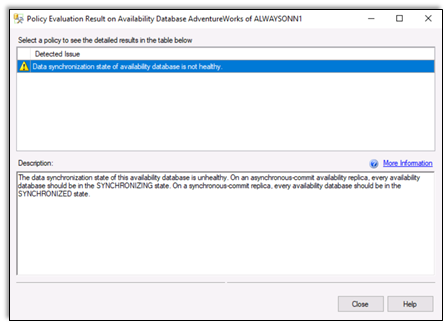 Policy Evaluation Result on Availability Database AdventureWorks of ALWAYSONN1
Select a policy to see the detailed results in the table below
Detected Issue
Data synchronization state of availability database is not healthy.
Description:
More Information
The data synchronization state of this availability database is unhealthy. On an asynchronous-commit availability replica, every availability
database should be in the SYNCHRONIZING state. On a synchronous-commit replica, every availability database should be in the
SYNCHRONIZED state.
Close
Help